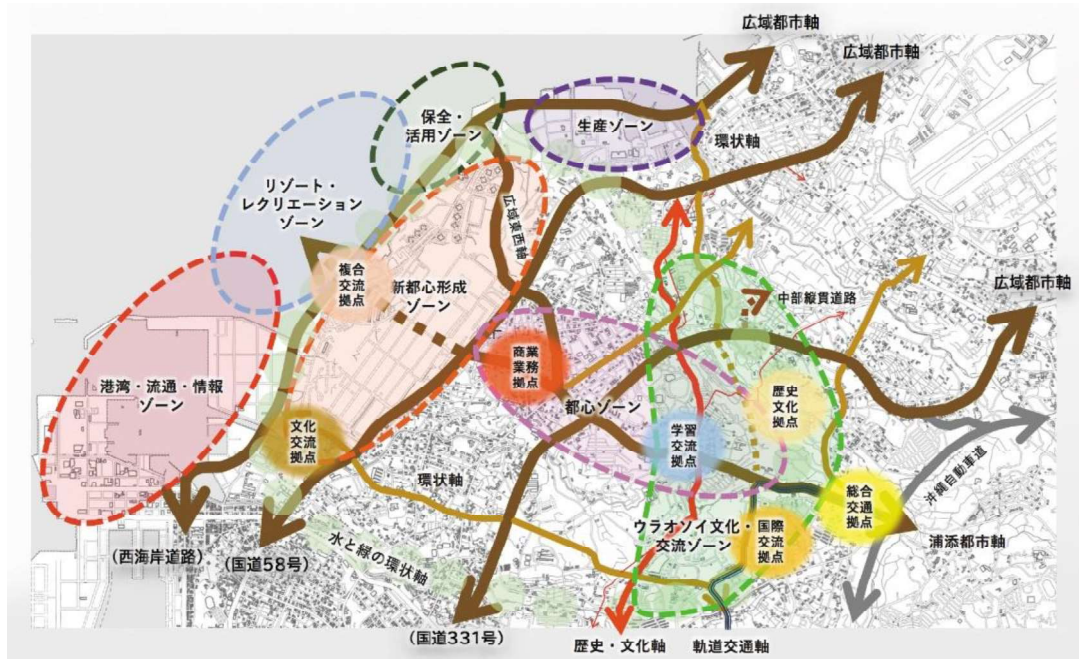 広域都市軸
広域都市軸
保全・
活用ゾーン
生産ゾーン
環状軸
リゾート・
レクリエーション
ゾーン
広域東西軸
複合
交流
拠点
新都心形成
ゾーン
中部縦貫道路
広域都市軸
商業
業務
拠点
港湾・流通・情報
ゾーン
都心ゾーン
歴史
文化
拠点
文化
交流
拠点
学習
交流
拠点
環状軸
沖縄自動車道
総合
交通
拠点
ウラオソイ文化・
交流ゾーン
国際
交流
拠点
浦添都市軸
(西海岸道路)
(国道58号)
水と緑の環状軸
(国道331号)
歴史・文化軸
軌道交通軸